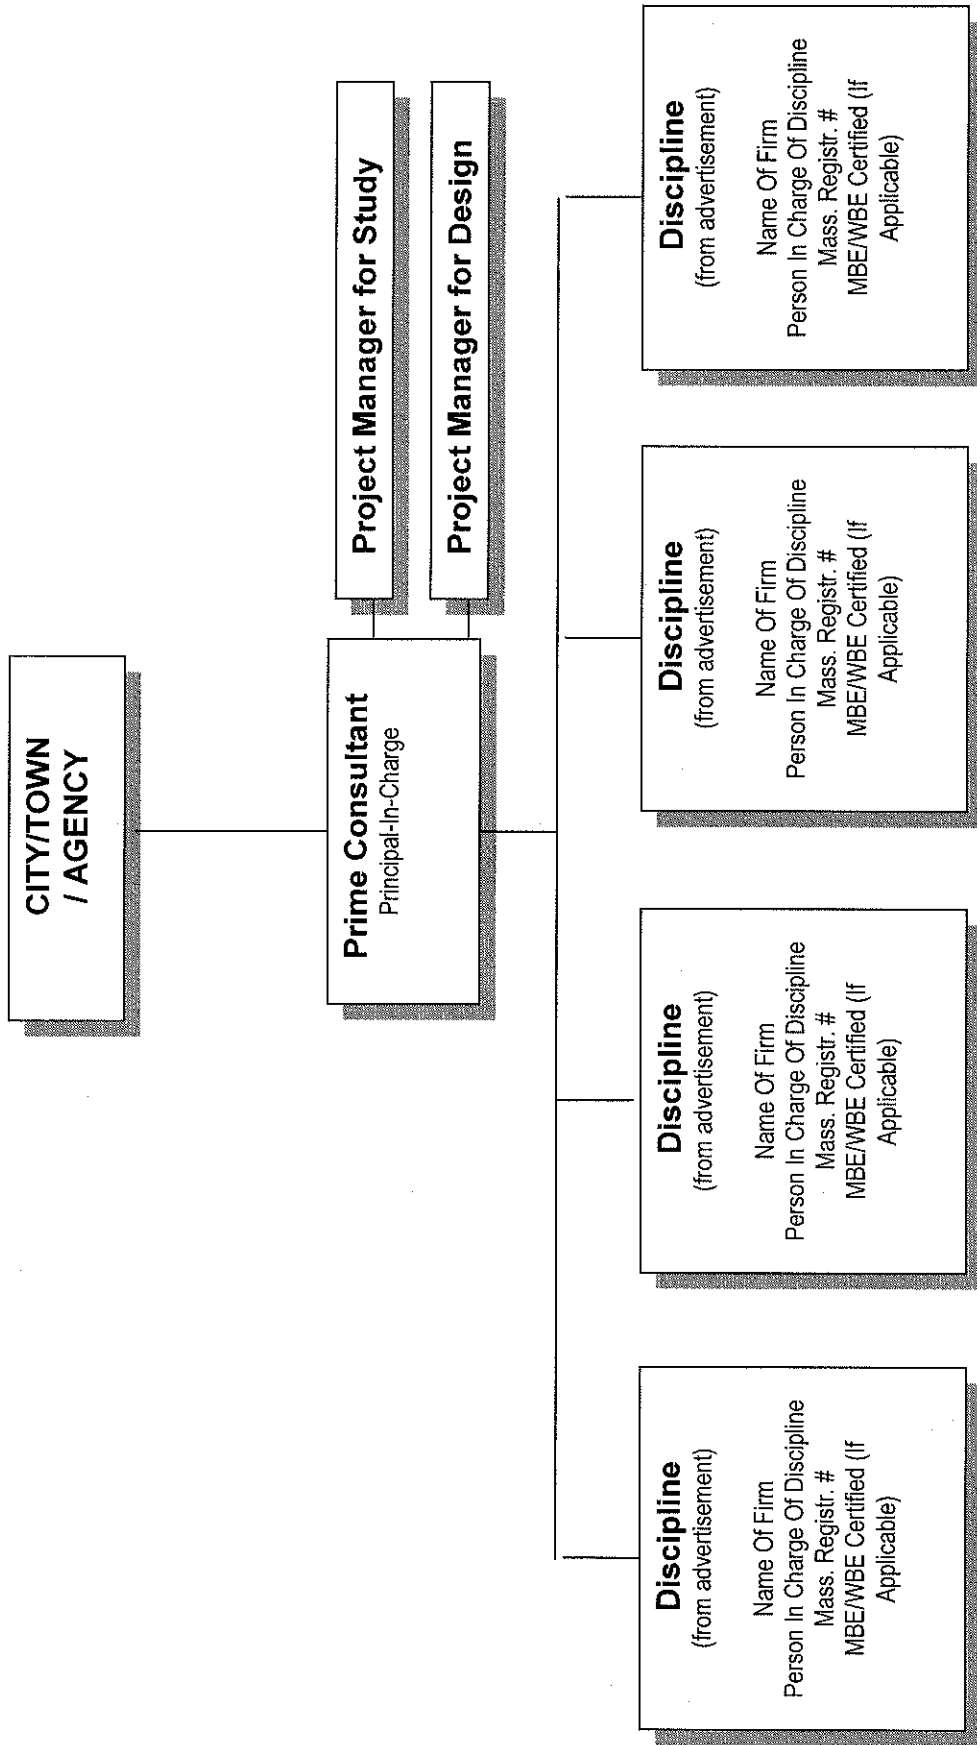 CITY/TOWN
/ AGENCY
Prime Consultant
Principal-In-Charge
Project Manager for Study
Project Manager for Design
Discipline
(from advertisement)
Name Of Firm
Person In Charge Of Discipline
Mass. Registr. #
MBE/WBE Certified (If
Applicable)
Discipline
(from advertisement)
Name Of Firm
Person In Charge Of Discipline
Mass. Registr. #
MBE/WBE Certified (If
Applicable)
Discipline
(from advertisement)
Name Of Firm
Person In Charge Of Discipline
Mass. Registr. #
MBE/WBE Certified (If
Applicable)
Discipline
(from advertisement)
Name Of Firm
Person In Charge Of Discipline
Mass. Registr. #
MBE/WBE Certified (If
Applicable)